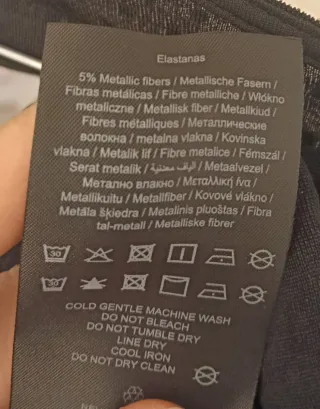 Elastanas
5% Metallic fibers / Metallische Fasern /
Fibras metálicas / Fibre metalliche / Włókno
metaliczne / Metallisk fiber / Metallkiud /
Fibres métalliques / Металлические
волокна / metalna vlakna / Kovinska
vlakna / Metalik lif / Fibre metalice / Fémszál /
Serat metalik / ألياف معدنية / Metaalvezel /
Метално влакно / Μεταλλική ίνα /
Metallikuitu / Metallfiber / Kovové vlákno /
Metāla šķiedra / Metalinis pluoštas / Fibra
tal-metall / Metalliske fibrer
30
30
COLD GENTLE MACHINE WASH
DO NOT BLEACH
DO NOT TUMBLE DRY
LINE DRY
COOL IRON
DO NOT DRY CLEAN